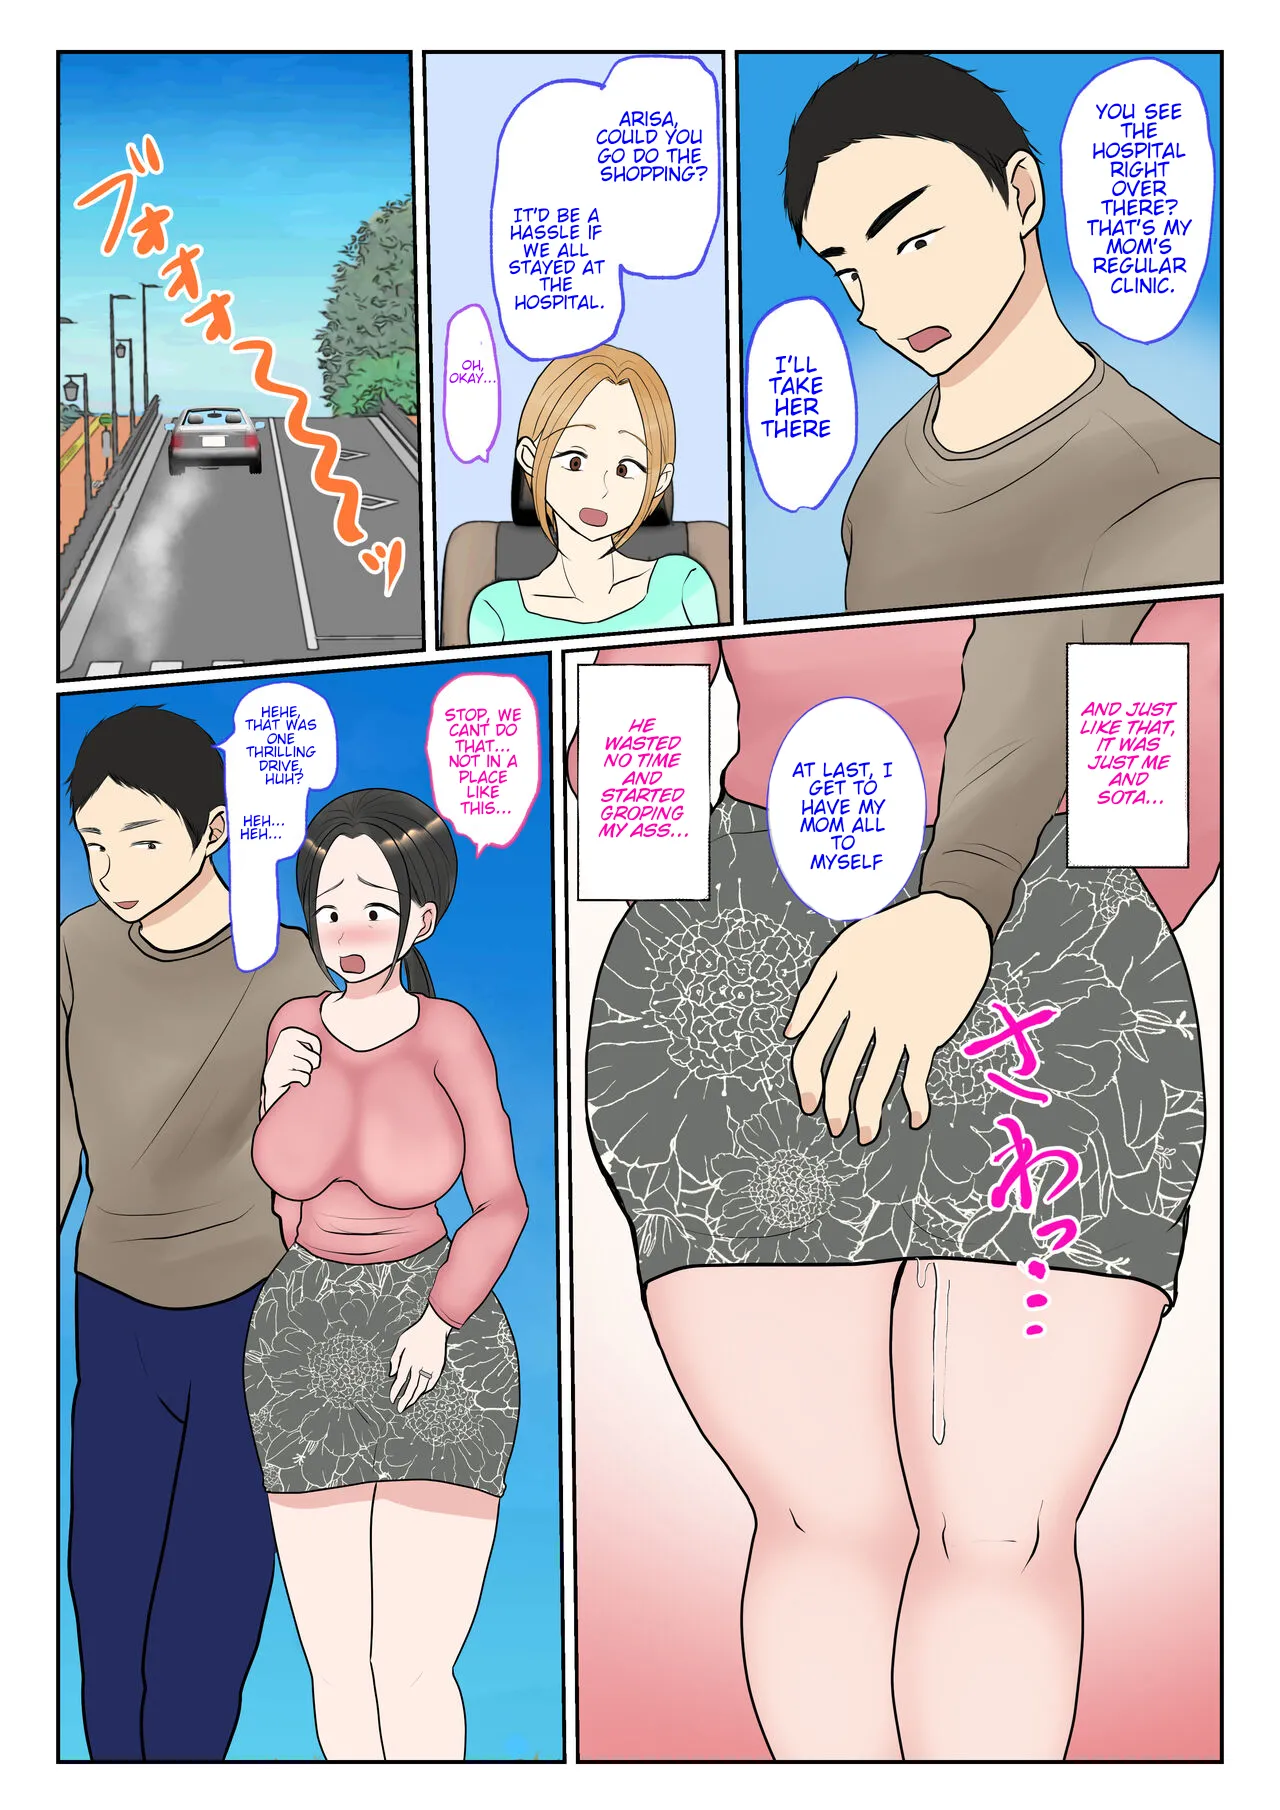 YOU SEE
THE
HOSPITAL
RIGHT
OVER
THERE?
THAT'S MY
MOM'S
REGULAR
CLINIC.
I'LL
TAKE
HER
THERE
ARISA,
COULD YOU
GO DO THE
SHOPPING?
IT'D BE A
HASSLE IF
WE ALL
STAYED AT
THE
HOSPITAL.
OH,
OKAY...
ブォオオオ〜〜ッ
AND JUST
LIKE THAT,
IT WAS
JUST ME
AND
SOTA...
AT LAST, I
GET TO
HAVE MY
MOM ALL
TO
MYSELF
HE
WASTED
NO TIME
AND
STARTED
GROPING
MY ASS...
さわっ…
STOP, WE
CANT DO
THAT...
NOT IN A
PLACE
LIKE
THIS...
HEHE,
THAT WAS
ONE
THRILLING
DRIVE,
HUH?
HEH...
HEH...